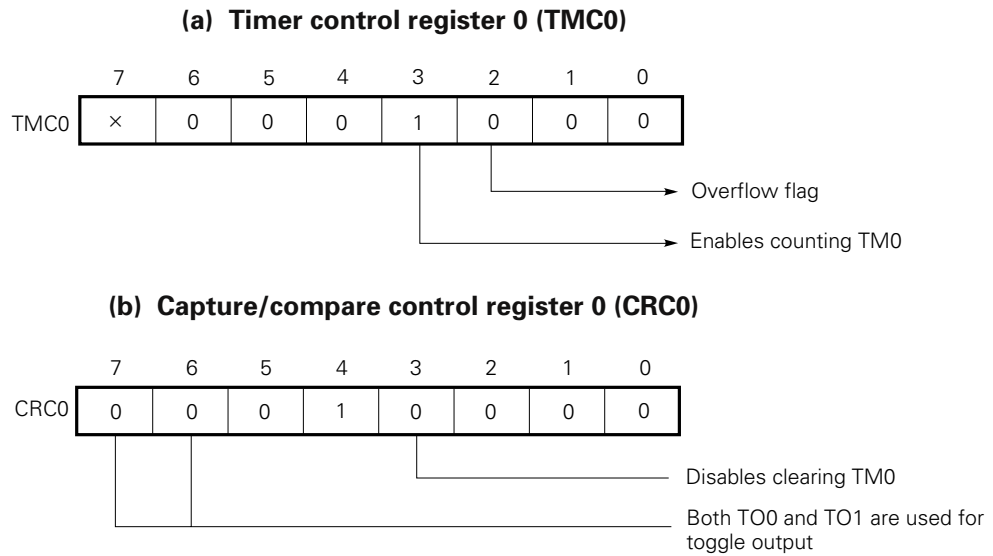 (a) Timer control register 0 (TMC0)
7 6 5 4 3 2 1 0
TMC0 × 0 0 0 1 0 0 0
Overflow flag
Enables counting TM0
(b) Capture/compare control register 0 (CRC0)
7 6 5 4 3 2 1 0
CRC0 0 0 0 1 0 0 0 0
Disables clearing TM0
Both TO0 and TO1 are used for
toggle output